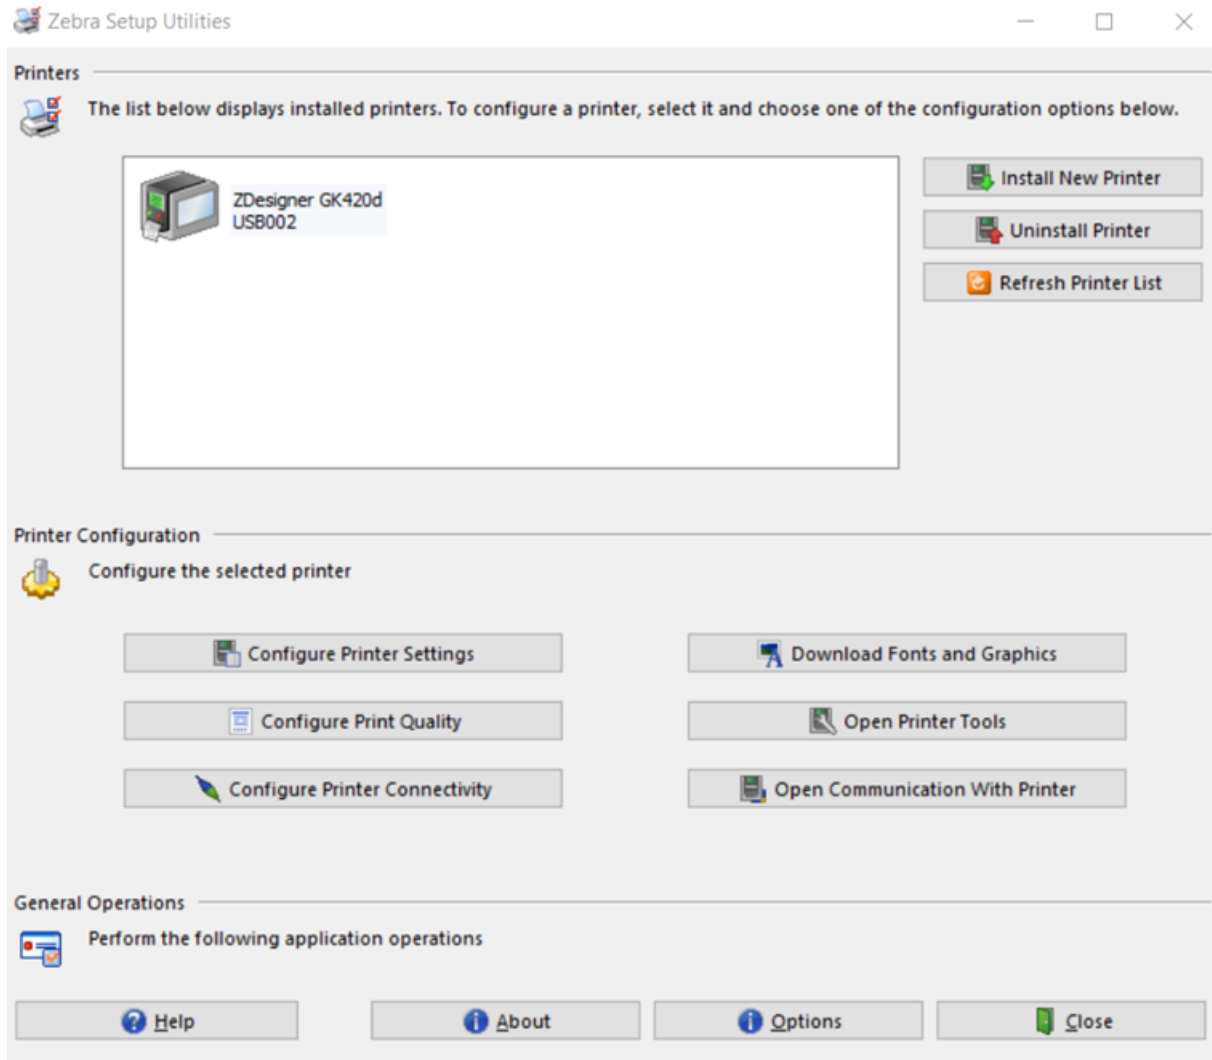 Zebra Setup Utilities
Printers
The list below displays installed printers. To configure a printer, select it and choose one of the configuration options below.
ZDesigner GK420d
USB002
Install New Printer
Uninstall Printer
Refresh Printer List
Printer Configuration
Configure the selected printer
Configure Printer Settings
Download Fonts and Graphics
Configure Print Quality
Open Printer Tools
Configure Printer Connectivity
Open Communication With Printer
General Operations
Perform the following application operations
Help
About
Options
Close